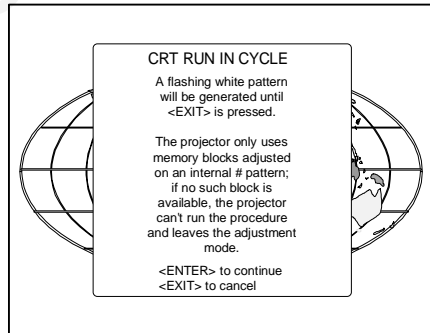 CRT RUN IN CYCLE
A flashing white pattern
will be generated until
<EXIT> is pressed.
The projector only uses
memory blocks adjusted
on an internal # pattern;
if no such block is
available, the projector
can't run the procedure
and leaves the adjustment
mode.
<ENTER> to continue
<EXIT> to cancel